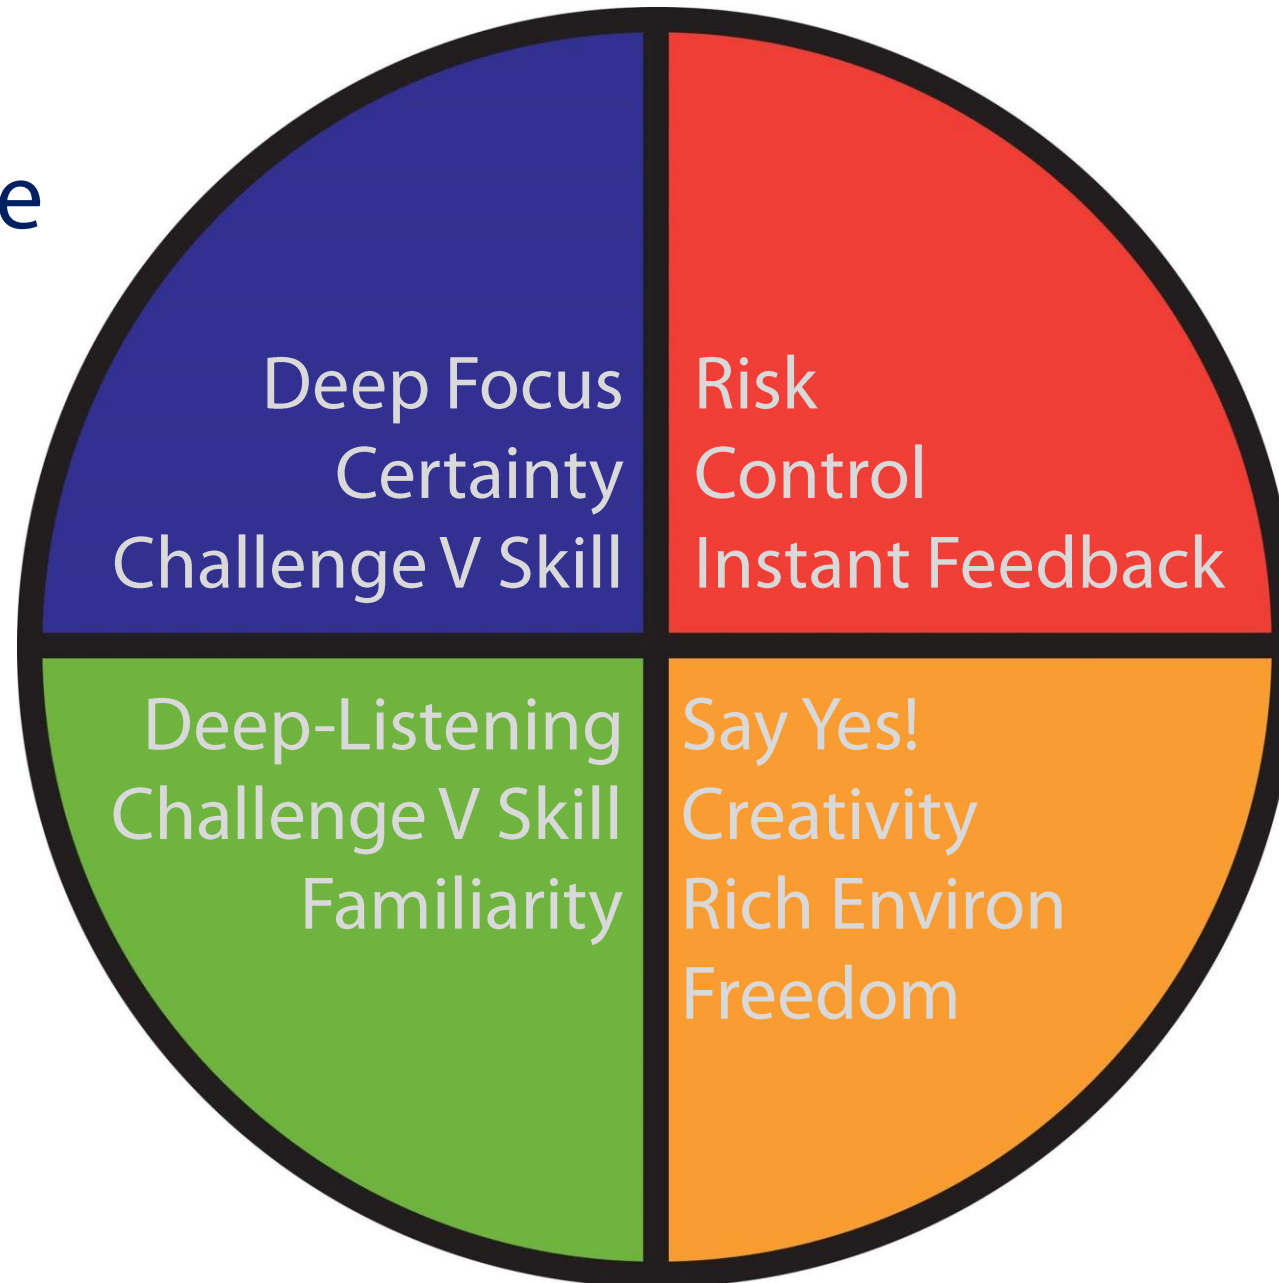 e
Deep Focus
Certainty
Challenge V Skill
Risk
Control
Instant Feedback
Deep-Listening
Challenge V Skill
Familiarity
Say Yes!
Creativity
Rich Environ
Freedom